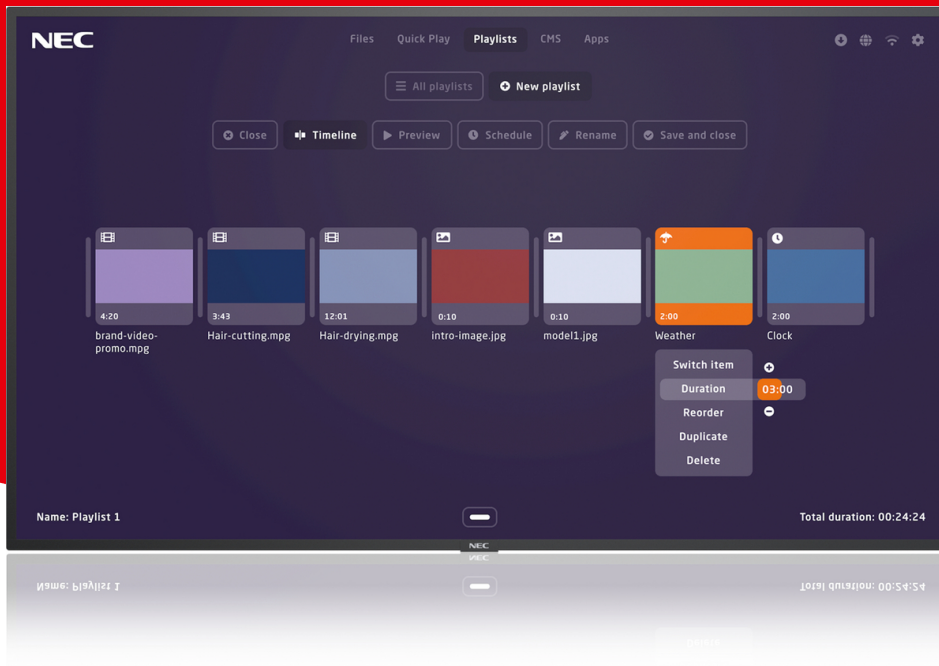 NEC
Files Quick Play Playlists CMS Apps
All playlists New playlist
Close Timeline Preview Schedule Rename Save and close
4:20 3:43 12:01 0:10 0:10 2:00 2:00
brand-video-
promo.mpg
Hair-cutting.mpg
Hair-drying.mpg
intro-image.jpg
model1.jpg
Weather
Clock
Switch item
Duration 03:00
Reorder
Duplicate
Delete
Name: Playlist 1
Total duration: 00:24:24
NEC